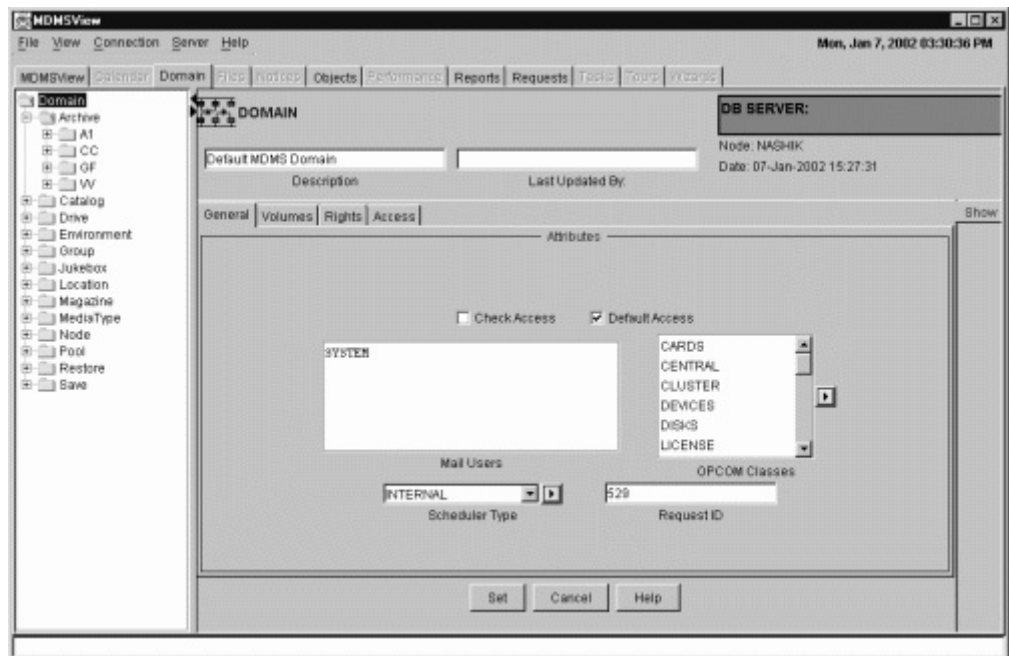 MDMSView
File View Connection Server Help
Mon, Jan 7, 2002 03:30:36 PM
MDMSView Calendar Domain Files Notices Objects Performance Reports Requests Tasks Tours Wizards
Domain
Archive
A1
CC
GF
VV
Catalog
Drive
Environment
Group
Jukebox
Location
Magazine
MediaType
Node
Pool
Restore
Save
DOMAIN
DB SERVER:
Node: NASHIK
Date: 07-Jan-2002 15:27:31
Default MDMS Domain
Description
Last Updated By:
General Volumes Rights Access
Show
Attributes
Check Access
Default Access
SYSTEM
Mail Users
CARDS
CENTRAL
CLUSTER
DEVICES
DISKS
LICENSE
OPCOM Classes
INTERNAL
Scheduler Type
529
Request ID
Set
Cancel
Help